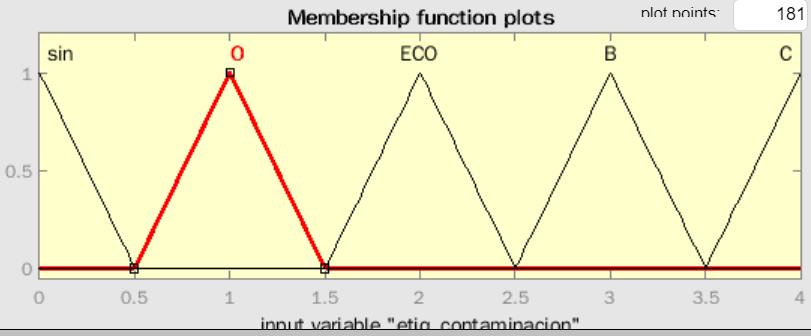 Membership function plots
plot points:
181
sin O ECO B C
1
0.5
0
0 0.5 1 1.5 2 2.5 3 3.5 4
input variable "etiq_contaminacion"